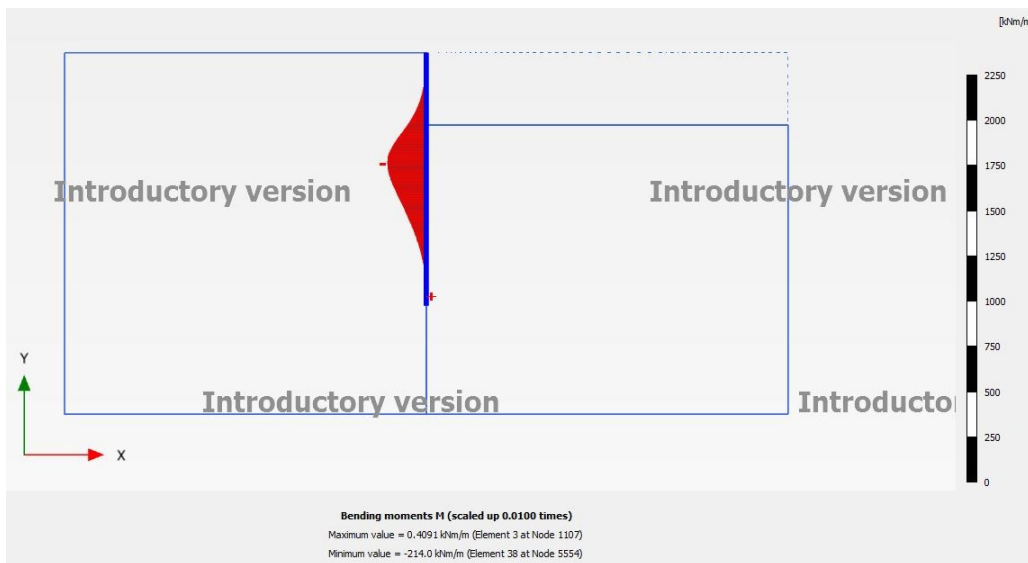 [kNm/m
2250
2000
Introductory version
Introductory version
1750
1500
1250
1000
750
Y
Introductory version
Introducto
500
250
X
0
Bending moments M (scaled up 0.0100 times)
Maximum value = 0.4091 kNm/m (Element 3 at Node 1107)
Minimum value = -214.0 kNm/m (Element 38 at Node 5554)